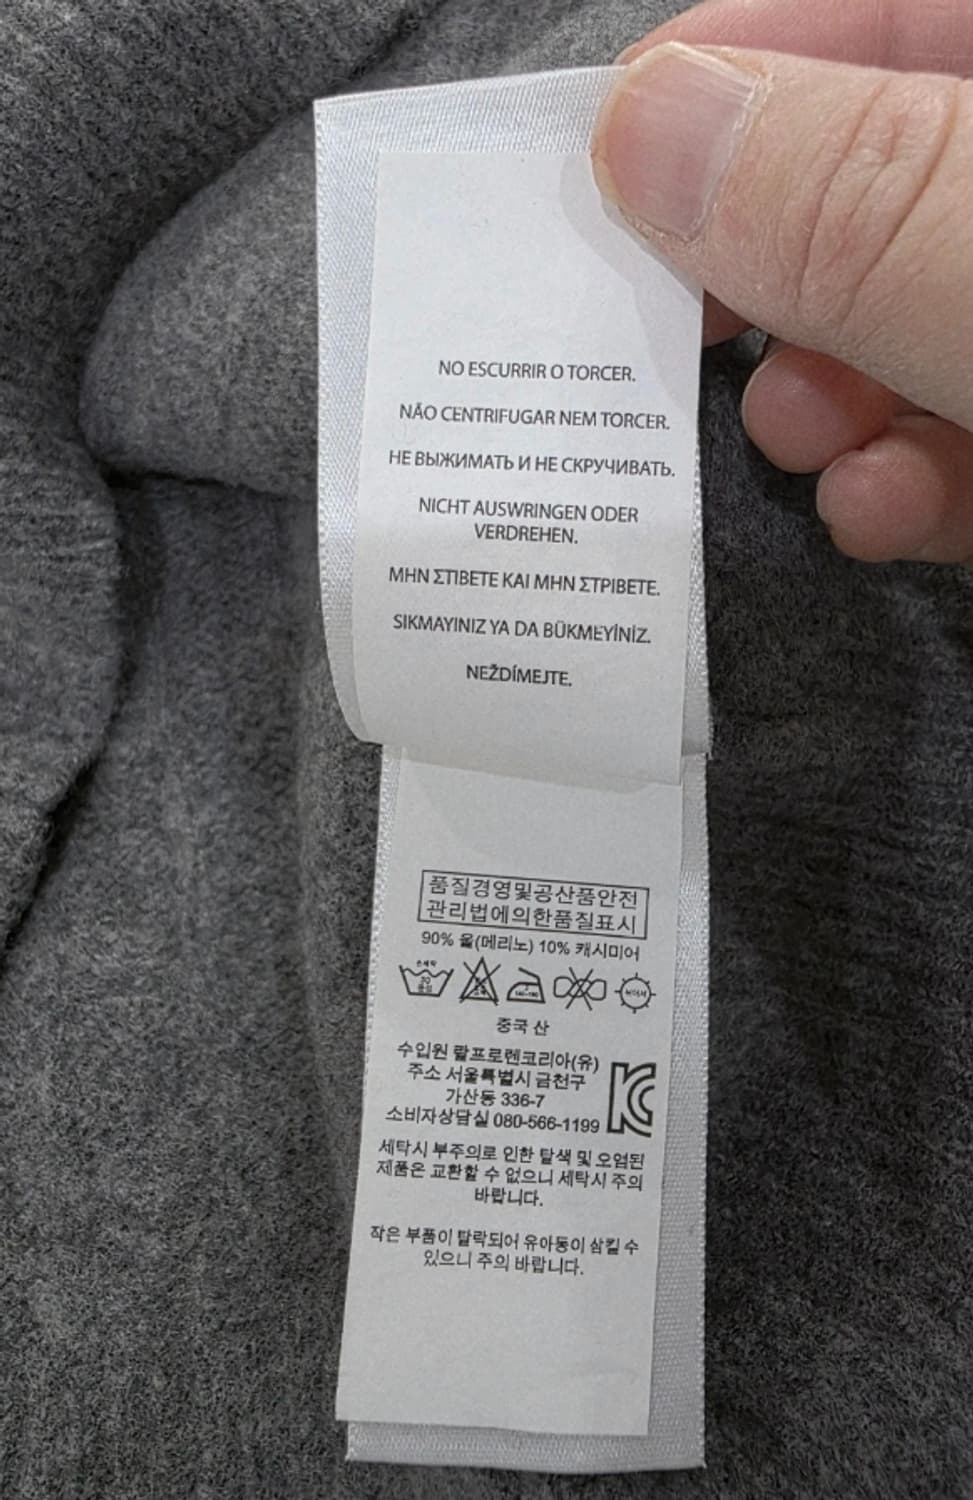 NO ESCURRIR O TORCER.
NÃO CENTRIFUGAR NEM TORCER.
НЕ ВЫЖИМАТЬ И НЕ СКРУЧИВАТЬ.
NICHT AUSWRINGEN ODER
VERDREHEN.
ΜΗΝ ΣΤΙΒΕΤΕ ΚΑΙ ΜΗΝ ΣΤΡΙΒΕΤΕ.
SIKMAYINIZ YA DA BÜKMEYİNİZ.
NEŽDÍMEJTE.
품질경영및공산품안전
관리법에의한품질표시
90% 울(메리노) 10% 캐시미어
손세탁
30
중성
중국 산
수입원 랄프로렌코리아(유)
주소 서울특별시 금천구
가산동 336-7
소비자상담실 080-566-1199
세탁시 부주의로 인한 탈색 및 오염된
제품은 교환할 수 없으니 세탁시 주의
바랍니다.
작은 부품이 탈락되어 유아동이 삼킬 수
있으니 주의 바랍니다.